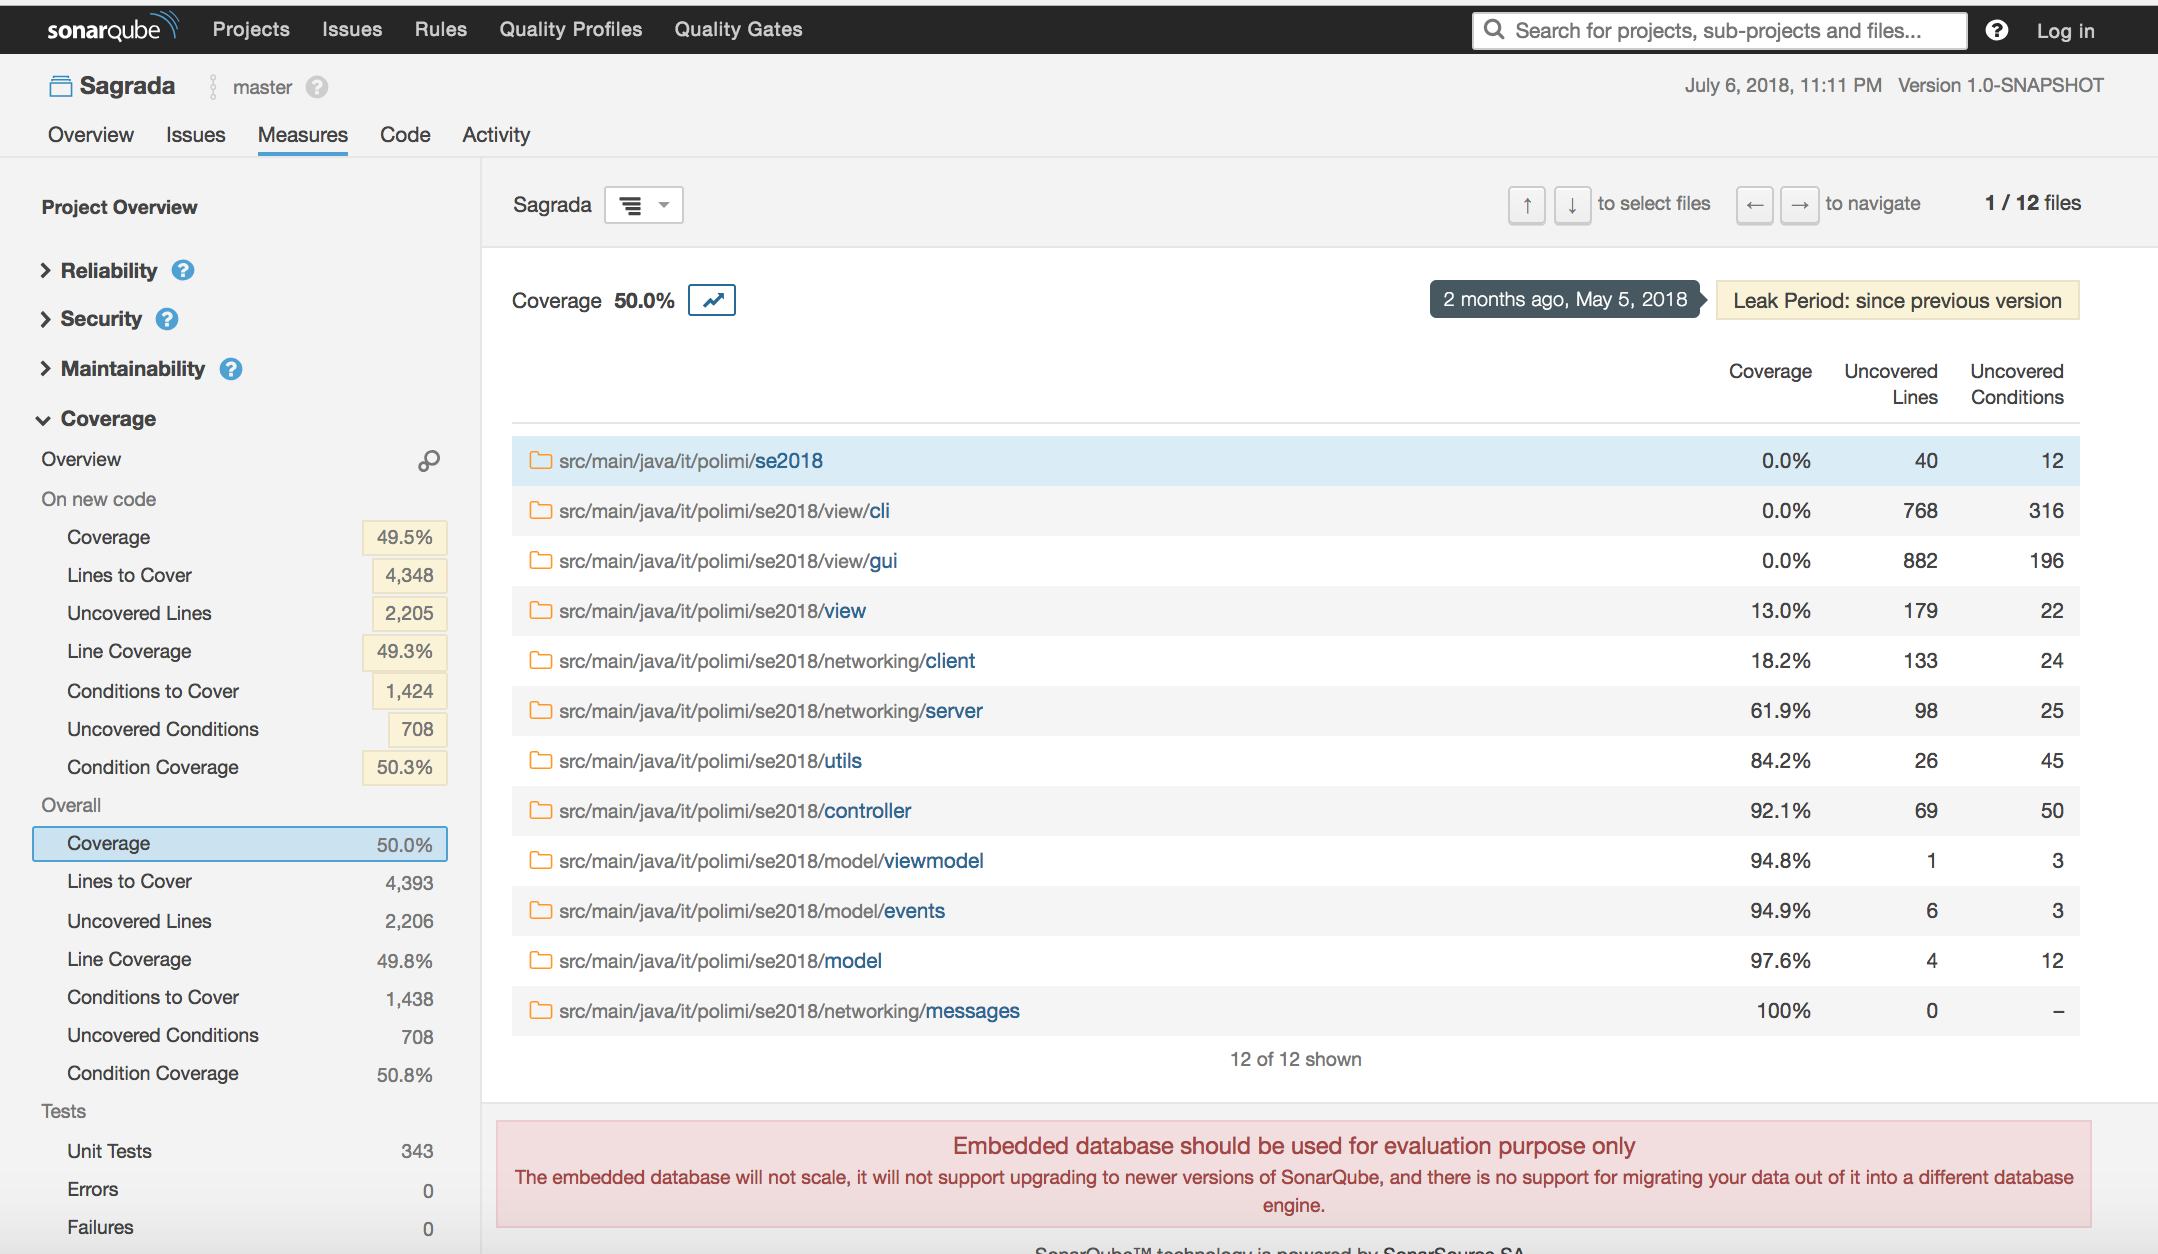 sonarqube Projects Issues Rules Quality Profiles Quality Gates Search for projects, sub-projects and files... ? Log in
Sagrada master ? July 6, 2018, 11:11 PM Version 1.0-SNAPSHOT
Overview Issues Measures Code Activity
Project Overview
Reliability ?
Security ?
Maintainability ?
Coverage
Overview
On new code
Coverage 49.5%
Lines to Cover 4,348
Uncovered Lines 2,205
Line Coverage 49.3%
Conditions to Cover 1,424
Uncovered Conditions 708
Condition Coverage 50.3%
Overall
Coverage 50.0%
Lines to Cover 4,393
Uncovered Lines 2,206
Line Coverage 49.8%
Conditions to Cover 1,438
Uncovered Conditions 708
Condition Coverage 50.8%
Tests
Unit Tests 343
Errors 0
Failures 0
Sagrada ↑ ↓ to select files ← → to navigate 1 / 12 files
Coverage 50.0% 2 months ago, May 5, 2018 Leak Period: since previous version
Coverage Uncovered Lines Uncovered Conditions
src/main/java/it/polimi/se2018 0.0% 40 12
src/main/java/it/polimi/se2018/view/cli 0.0% 768 316
src/main/java/it/polimi/se2018/view/gui 0.0% 882 196
src/main/java/it/polimi/se2018/view 13.0% 179 22
src/main/java/it/polimi/se2018/networking/client 18.2% 133 24
src/main/java/it/polimi/se2018/networking/server 61.9% 98 25
src/main/java/it/polimi/se2018/utils 84.2% 26 45
src/main/java/it/polimi/se2018/controller 92.1% 69 50
src/main/java/it/polimi/se2018/model/viewmodel 94.8% 1 3
src/main/java/it/polimi/se2018/model/events 94.9% 6 3
src/main/java/it/polimi/se2018/model 97.6% 4 12
src/main/java/it/polimi/se2018/networking/messages 100% 0 –
12 of 12 shown
Embedded database should be used for evaluation purpose only
The embedded database will not scale, it will not support upgrading to newer versions of SonarQube, and there is no support for migrating your data out of it into a different database
engine.
SonarQube™ technology is powered by SonarSource SA